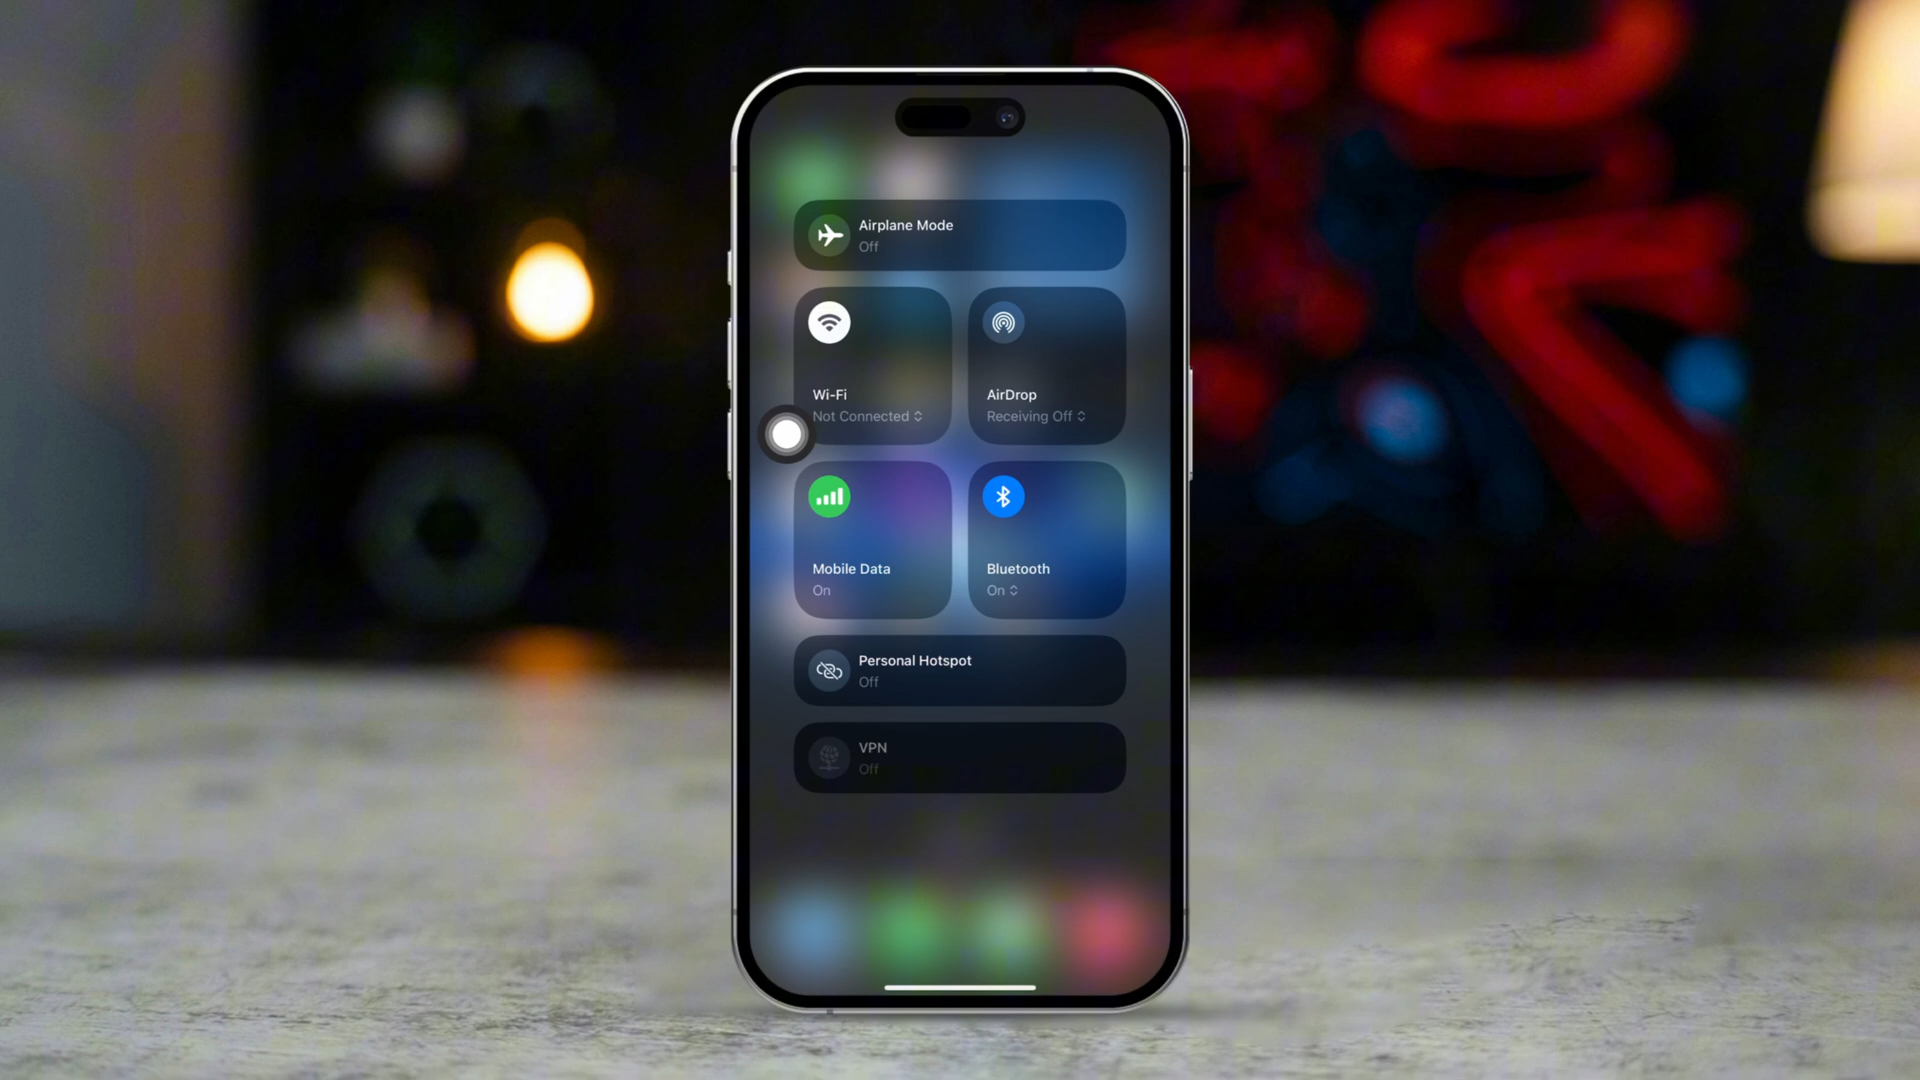 Airplane Mode
Off
Wi-Fi
Not Connected
AirDrop
Receiving Off
Mobile Data
On
Bluetooth
On
Personal Hotspot
Off
VPN
Off